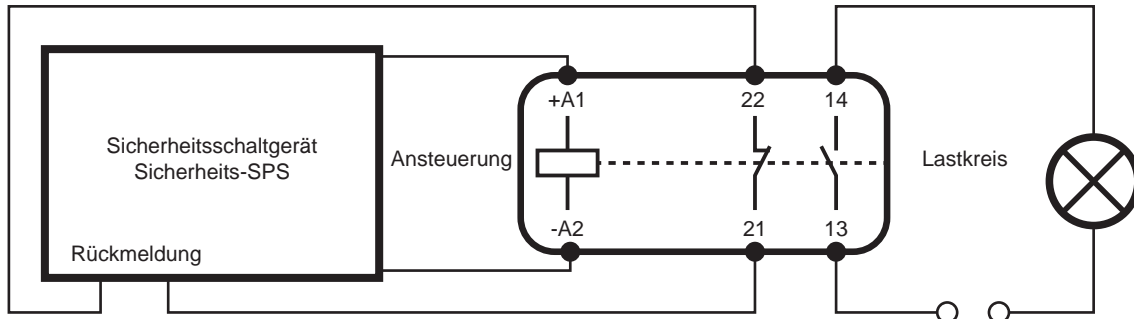 +A1 22 14
Sicherheitsschaltgerät
Sicherheits-SPS
Ansteuerung
Lastkreis
-A2 21 13
Rückmeldung